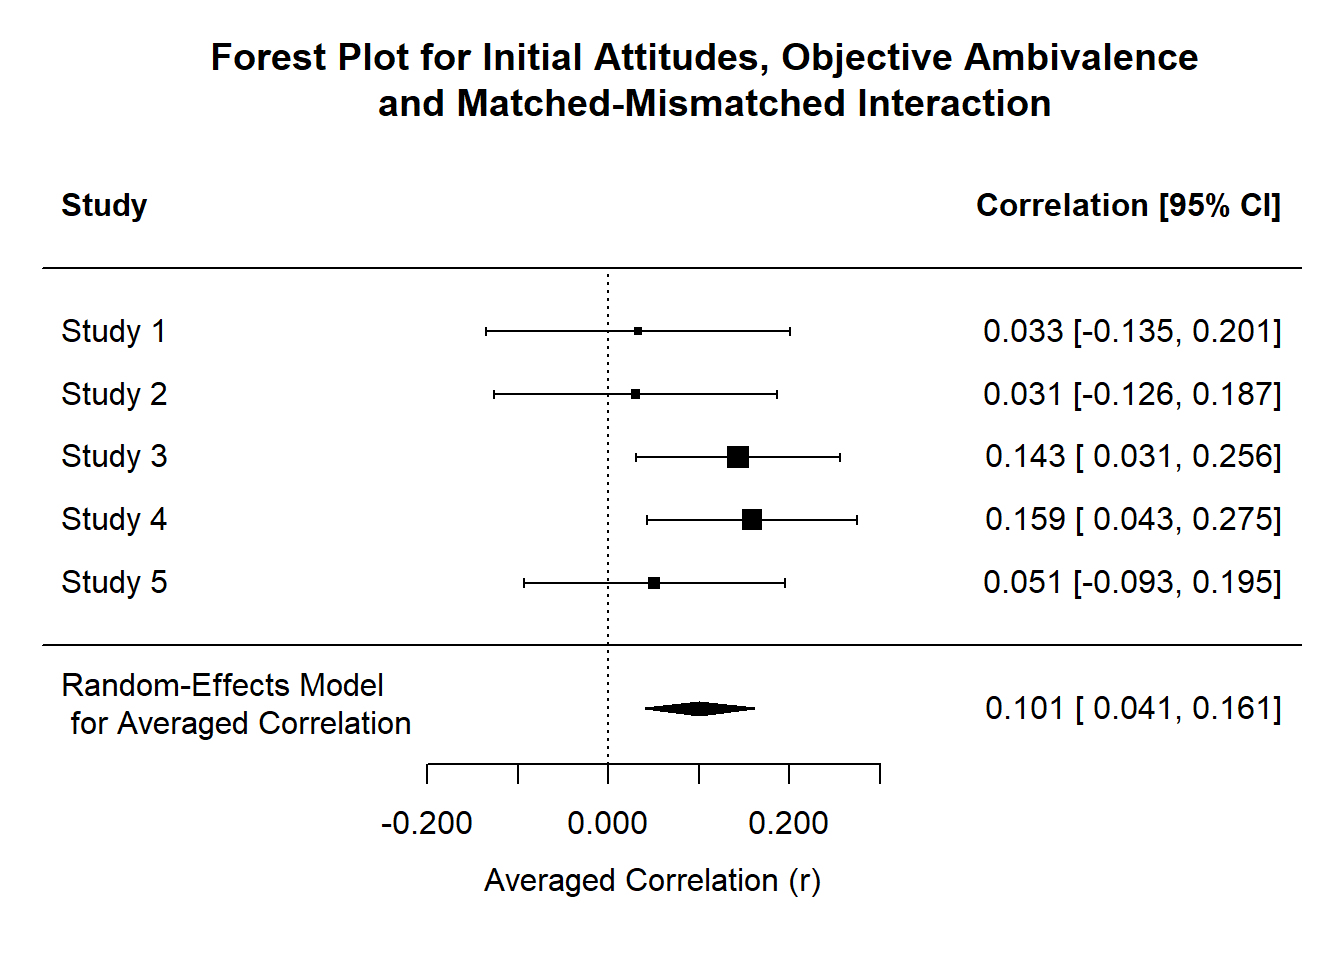 Forest Plot for Initial Attitudes, Objective Ambivalence
and Matched-Mismatched Interaction
Study Correlation [95% CI]
Study 1 0.033 [-0.135, 0.201]
Study 2 0.031 [-0.126, 0.187]
Study 3 0.143 [ 0.031, 0.256]
Study 4 0.159 [ 0.043, 0.275]
Study 5 0.051 [-0.093, 0.195]
Random-Effects Model
for Averaged Correlation 0.101 [ 0.041, 0.161]
-0.200 0.000 0.200
Averaged Correlation (r)